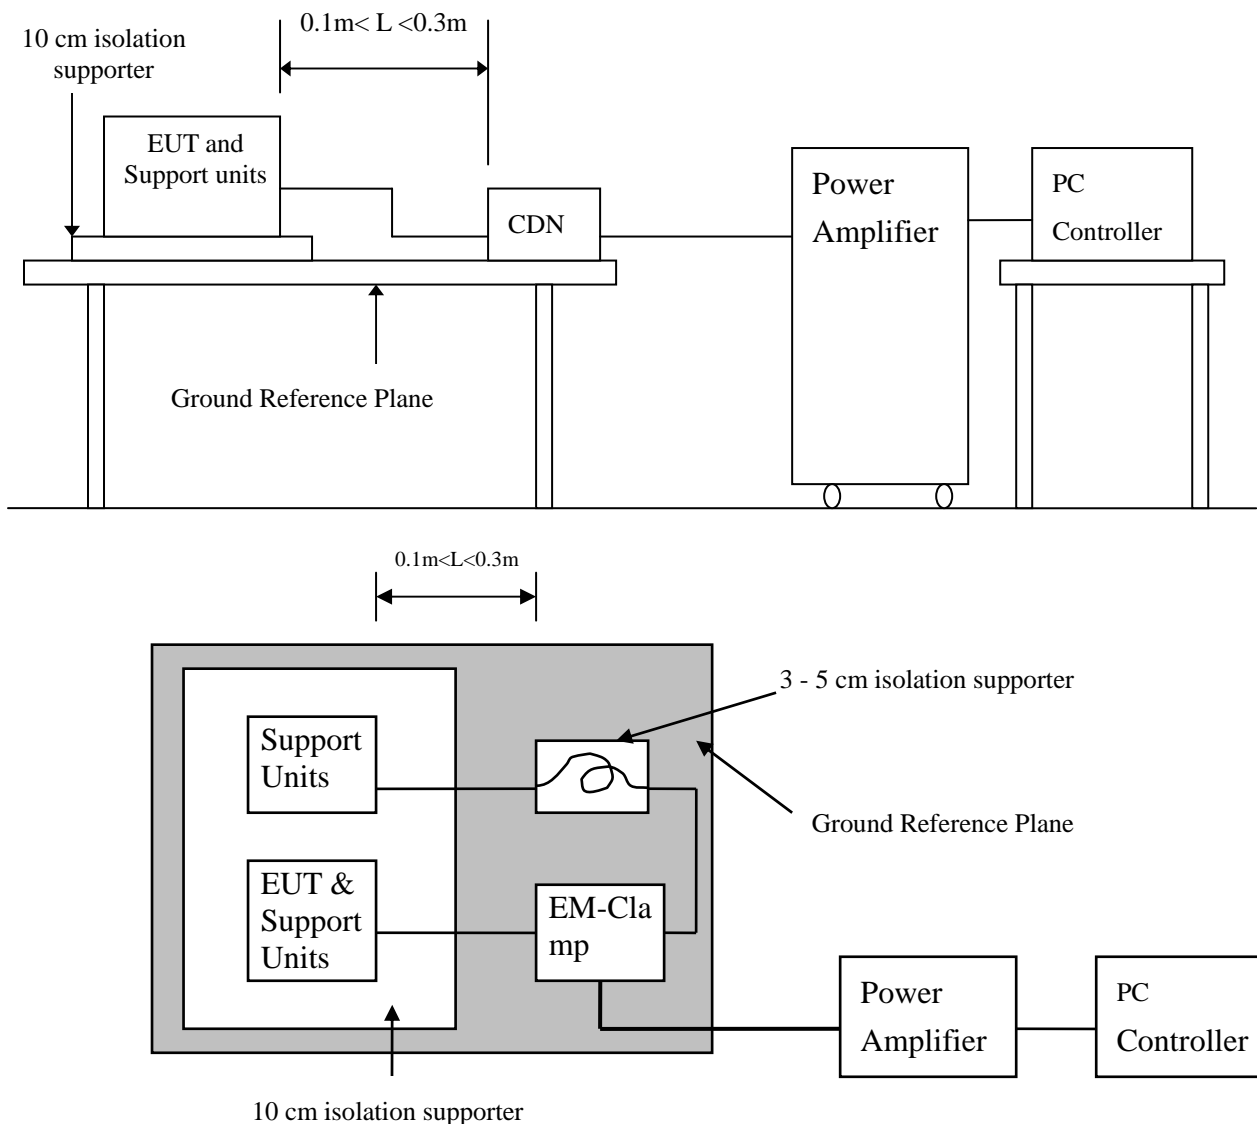 0.1m< L <0.3m
10 cm isolation
supporter
EUT and
Support units
CDN
Power
Amplifier
PC
Controller
Ground Reference Plane
0.1m<L<0.3m
3 - 5 cm isolation supporter
Support
Units
Ground Reference Plane
EUT &
Support
Units
EM-Cla
mp
Power
Amplifier
PC
Controller
10 cm isolation supporter